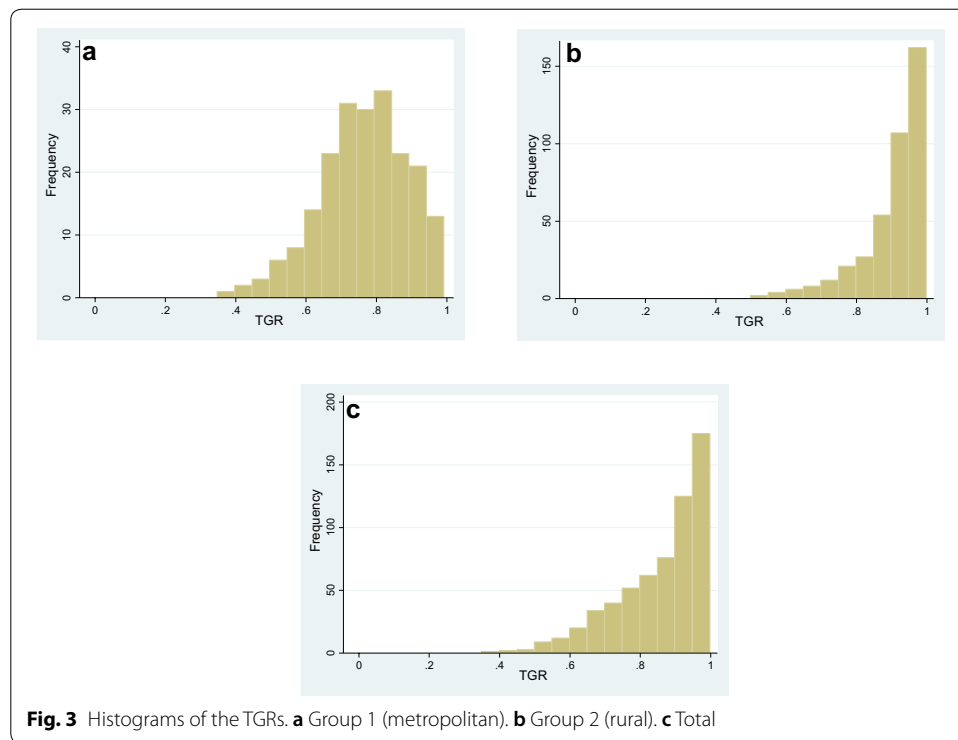 a
40
30
20
10
0
Frequency
0 .2 .4 .6 .8 1
TGR
b
150
100
50
0
Frequency
0 .2 .4 .6 .8 1
TGR
c
200
150
100
50
0
Frequency
0 .2 .4 .6 .8 1
TGR
Fig. 3 Histograms of the TGRs. a Group 1 (metropolitan). b Group 2 (rural). c Total